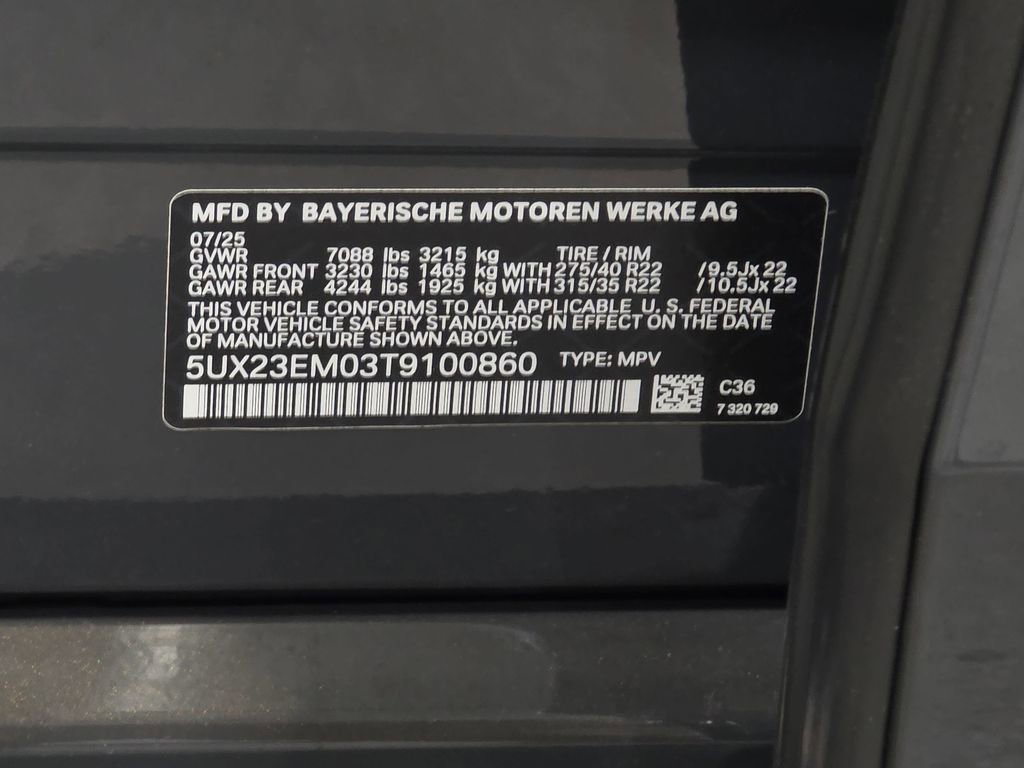 MFD BY BAYERISCHE MOTOREN WERKE AG
07/25
GVWR 7088 lbs 3215 kg TIRE / RIM
GAWR FRONT 3230 lbs 1465 kg WITH 275/40 R22 /9.5Jx 22
GAWR REAR 4244 lbs 1925 kg WITH 315/35 R22 /10.5Jx 22
THIS VEHICLE CONFORMS TO ALL APPLICABLE U. S. FEDERAL
MOTOR VEHICLE SAFETY STANDARDS IN EFFECT ON THE DATE
OF MANUFACTURE SHOWN ABOVE.
5UX23EM03T9100860 TYPE: MPV
C36
7 320 729